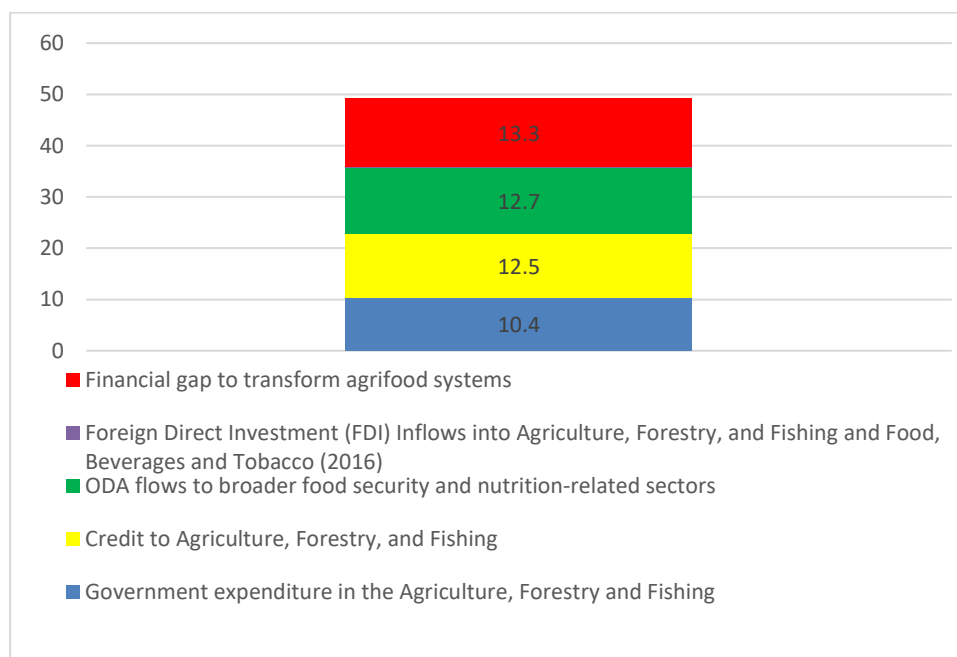 60
50
40
30
20
10
0
13.3
12.7
12.5
10.4
Financial gap to transform agrifood systems
Foreign Direct Investment (FDI) Inflows into Agriculture, Forestry, and Fishing and Food,
Beverages and Tobacco (2016)
ODA flows to broader food security and nutrition-related sectors
Credit to Agriculture, Forestry, and Fishing
Government expenditure in the Agriculture, Forestry and Fishing